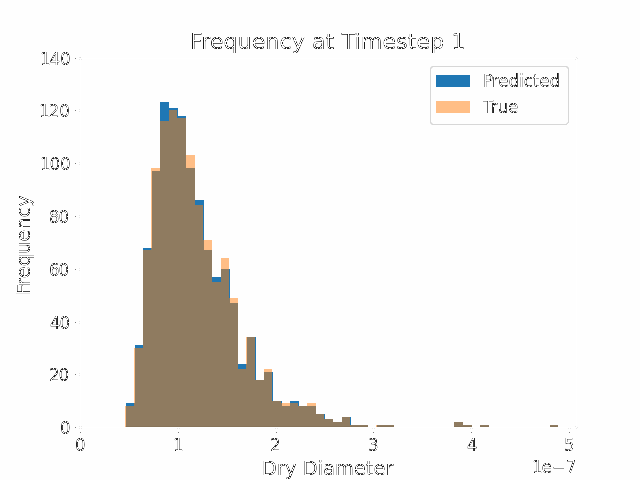 Frequency at Timestep 1
Predicted
True
Frequency
140
120
100
80
60
40
20
0
0 1 2 3 4 5
Dry Diameter
1e−7